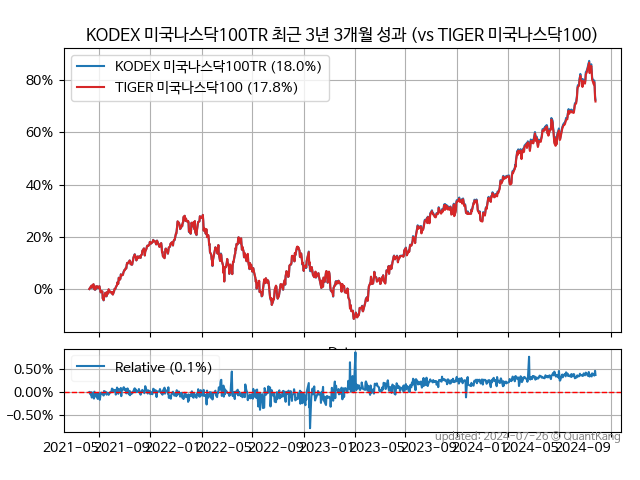 KODEX 미국나스닥100TR 최근 3년 3개월 성과 (vs TIGER 미국나스닥100)
KODEX 미국나스닥100TR (18.0%)
TIGER 미국나스닥100 (17.8%)
80%
60%
40%
20%
0%
Relative (0.1%)
0.50%
0.00%
−0.50%
2021-05 2021-09 2022-01 2022-05 2022-09 2023-01 2023-05 2023-09 2024-01 2024-05 2024-09
updated: 2024-07-26 © QuantKang